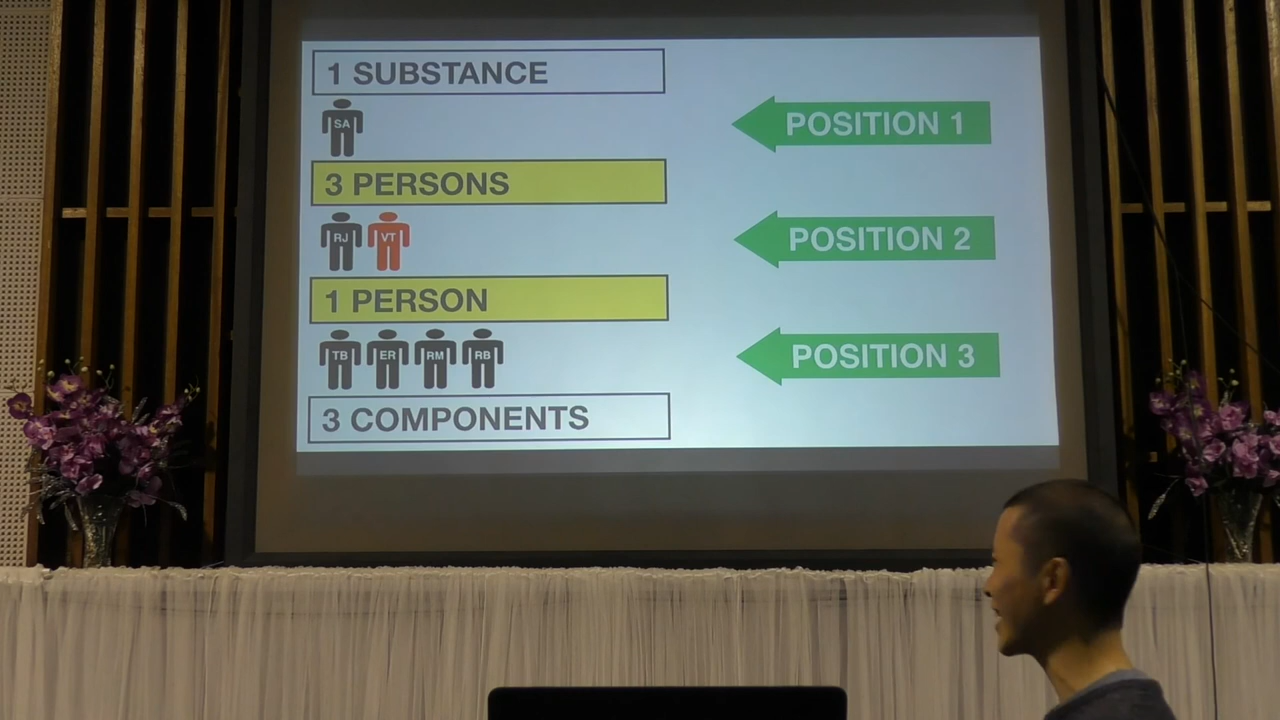 1 SUBSTANCE
SA
POSITION 1
3 PERSONS
RJ VT
POSITION 2
1 PERSON
TB ER RM RB
POSITION 3
3 COMPONENTS